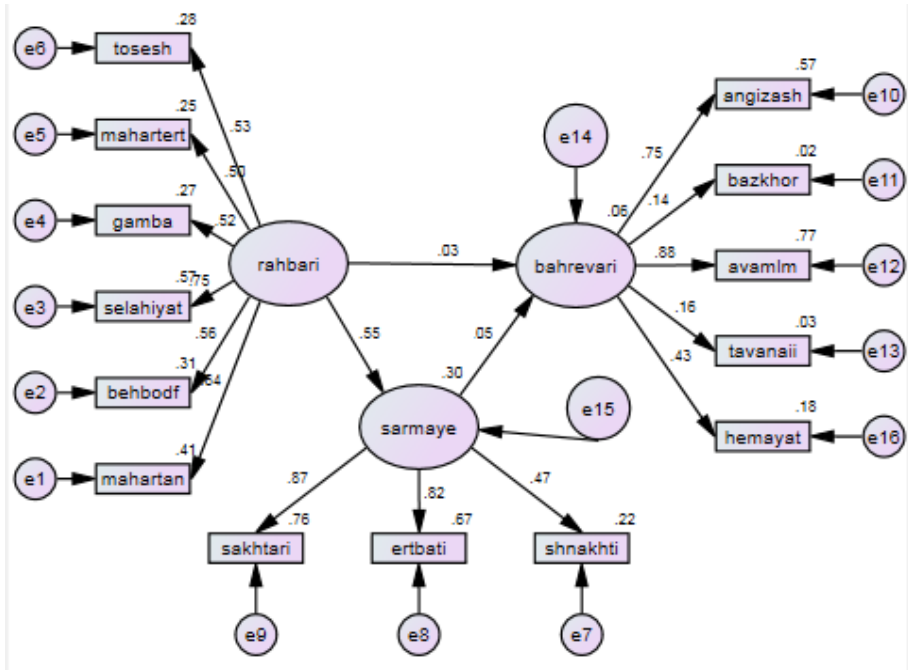 .28
e6
tosesh
.25
.53
e5
mahartert
.27
.50
e4
gamba
.52
.57
.75
e3
selahiyat
.56
.31
e2
behbodf
.64
.41
e1
mahartan
rahbari
.03
.55
e14
.06
bahrevari
.05
.30
sarmaye
e15
.87
.82
.47
.76
.67
.22
sakhtari
ertbati
shnakhti
e9
e8
e7
.57
angizash
e10
.75
.02
bazkhor
e11
.14
.77
.88
avamlm
e12
.16
.03
tavanaii
e13
.43
.18
hemayat
e16